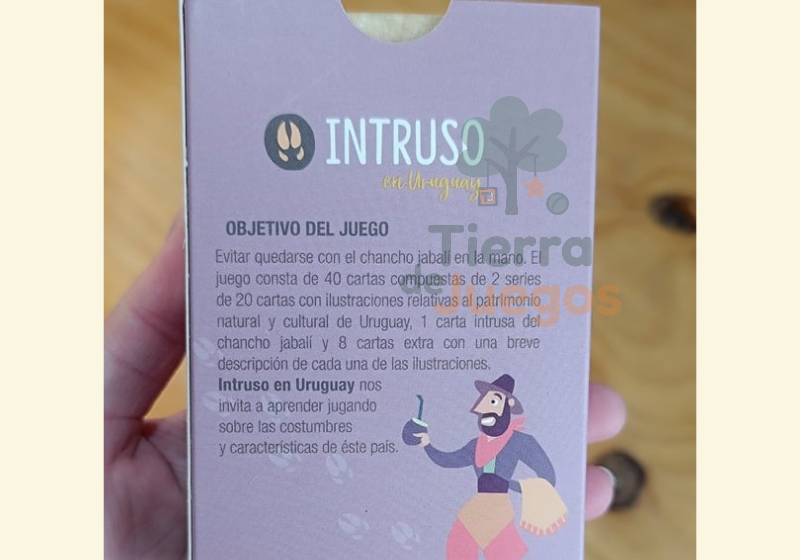 INTRUSO
en Uruguay
TJ
Tierra
de
Juegos
OBJETIVO DEL JUEGO
Evitar quedarse con el chancho jabalí en la mano. El
juego consta de 40 cartas compuestas de 2 series
de 20 cartas con ilustraciones relativas al patrimonio
natural y cultural de Uruguay, 1 carta intrusa del
chancho jabalí y 8 cartas extra con una breve
descripción de cada una de las ilustraciones.
Intruso en Uruguay nos
invita a aprender jugando
sobre las costumbres
y características de éste país.